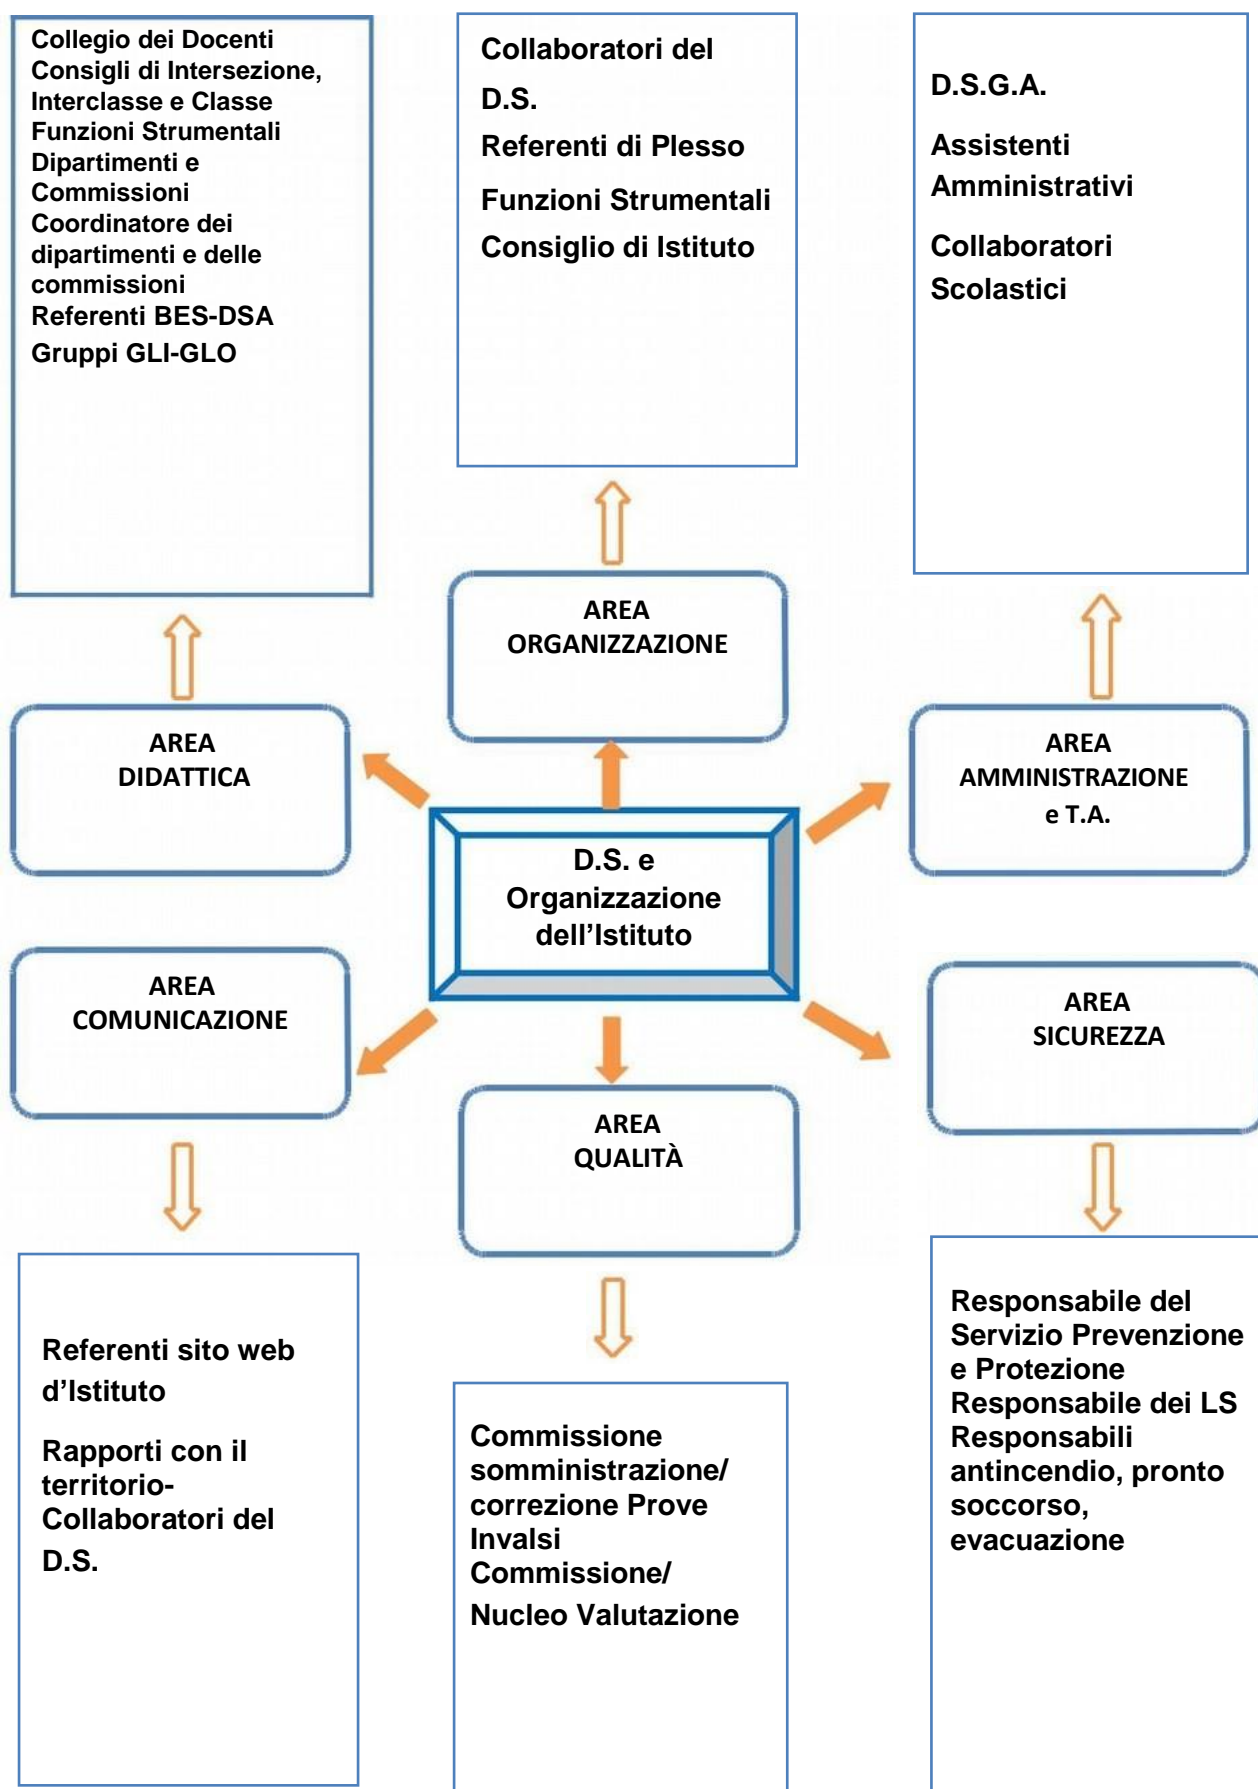 Collegio dei Docenti
Consigli di Intersezione,
Interclasse e Classe
Funzioni Strumentali
Dipartimenti e
Commissioni
Coordinatore dei
dipartimenti e delle
commissioni
Referenti BES-DSA
Gruppi GLI-GLO
Collaboratori del
D.S.
Referenti di Plesso
Funzioni Strumentali
Consiglio di Istituto
D.S.G.A.
Assistenti
Amministrativi
Collaboratori
Scolastici
AREA
ORGANIZZAZIONE
AREA
DIDATTICA
AREA
AMMINISTRAZIONE
e T.A.
D.S. e
Organizzazione
dell’Istituto
AREA
COMUNICAZIONE
AREA
SICUREZZA
AREA
QUALITÀ
Referenti sito web
d’Istituto
Rapporti con il
territorio-
Collaboratori del
D.S.
Commissione
somministrazione/
correzione Prove
Invalsi
Commissione/
Nucleo Valutazione
Responsabile del
Servizio Prevenzione
e Protezione
Responsabile dei LS
Responsabili
antincendio, pronto
soccorso,
evacuazione